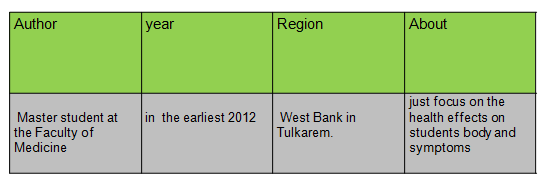 Author year Region About
Master student at the Faculty of Medicine
in the earliest 2012
West Bank in Tulkarem.
just focus on the health effects on students body and symptoms